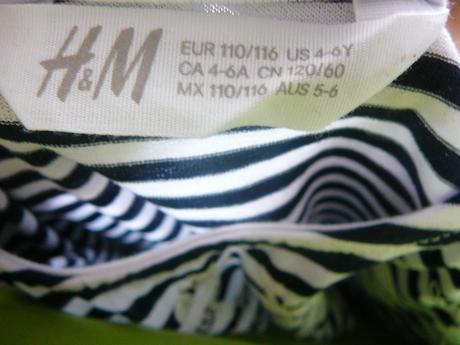 H&M
EUR 110/116 US 4-6Y
CA 4-6A CN 120/60
MX 110/116 AUS 5-6